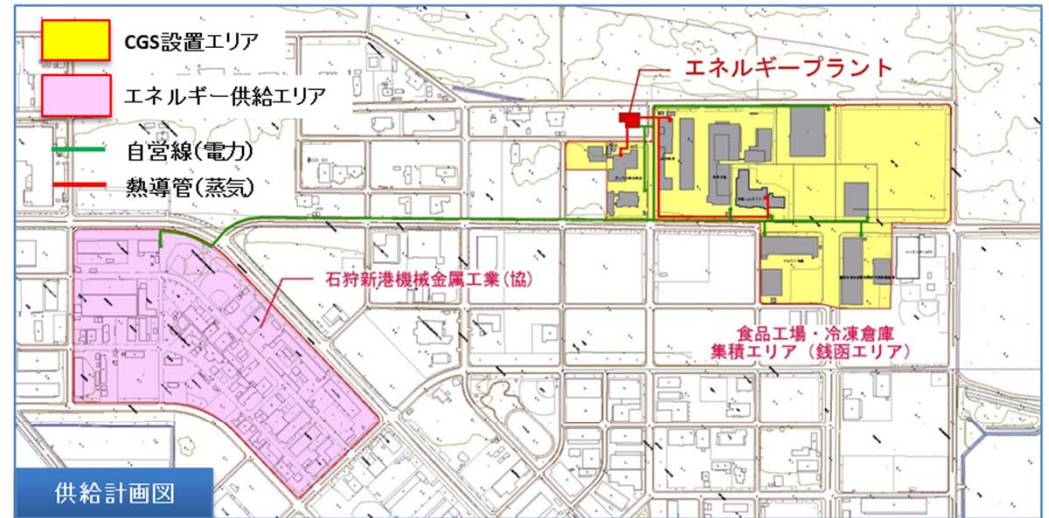 CGS設置エリア
エネルギー供給エリア
自営線(電力)
熱導管(蒸気)
エネルギープラント
石狩新港機械金属工業(協)
食品工場・冷凍倉庫
集積エリア(銭函エリア)
供給計画図